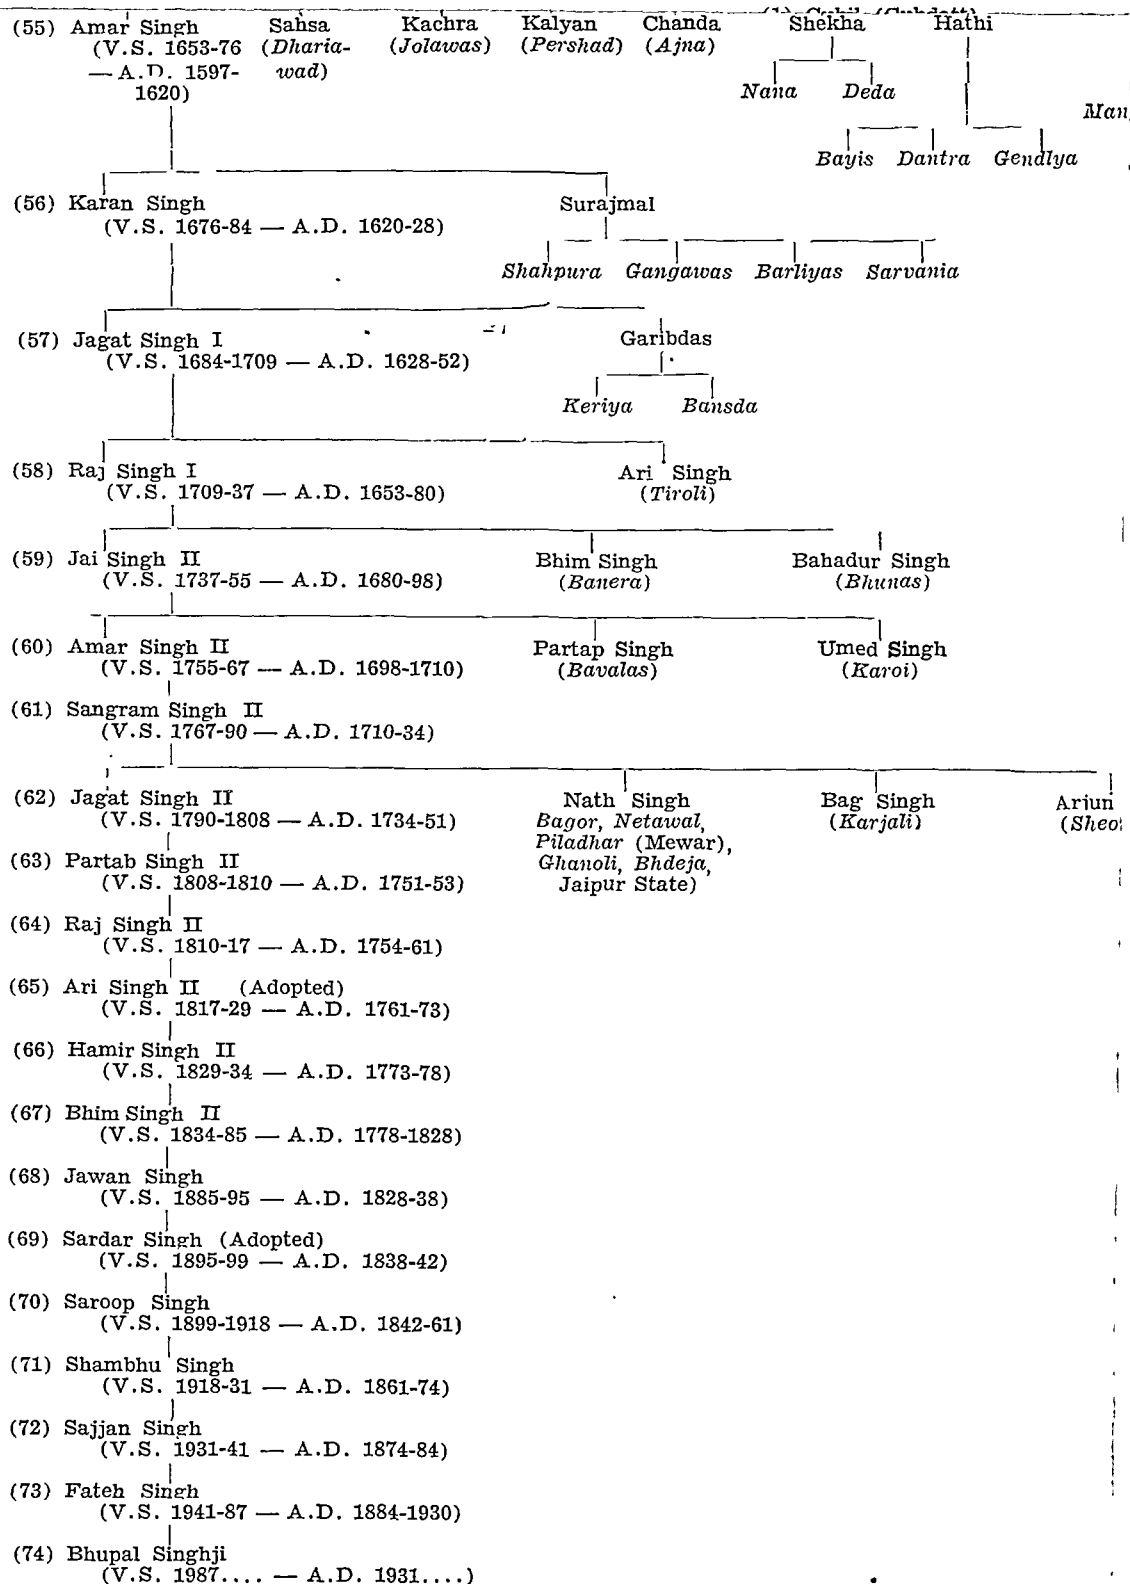 (55) Amar Singh Sahsa Kachra Kalyan Chanda Shekha Hathi
(V.S. 1653-76 (Dharia- (Jolawas) (Pershad) (Ajna)
— A.D. 1597- wad)
1620) Nana Deda
Man
Bayis Dantra Gendlya
(56) Karan Singh Surajmal
(V.S. 1676-84 — A.D. 1620-28)
Shahpura Gangawas Barliyas Sarvania
(57) Jagat Singh I Garibdas
(V.S. 1684-1709 — A.D. 1628-52)
Keriya Bansda
(58) Raj Singh I Ari Singh
(V.S. 1709-37 — A.D. 1653-80) (Tiroli)
(59) Jai Singh II Bhim Singh Bahadur Singh
(V.S. 1737-55 — A.D. 1680-98) (Banera) (Bhunas)
(60) Amar Singh II Partap Singh Umed Singh
(V.S. 1755-67 — A.D. 1698-1710) (Bavalas) (Karoi)
(61) Sangram Singh II
(V.S. 1767-90 — A.D. 1710-34)
(62) Jagat Singh II Nath Singh Bag Singh Arjun
(V.S. 1790-1808 — A.D. 1734-51) Bagor, Netawal, (Karjali) (Sheo
Piladhar (Mewar),
(63) Partab Singh II Ghanoli, Bhdeja,
(V.S. 1808-1810 — A.D. 1751-53) Jaipur State)
(64) Raj Singh II
(V.S. 1810-17 — A.D. 1754-61)
(65) Ari Singh II (Adopted)
(V.S. 1817-29 — A.D. 1761-73)
(66) Hamir Singh II
(V.S. 1829-34 — A.D. 1773-78)
(67) Bhim Singh II
(V.S. 1834-85 — A.D. 1778-1828)
(68) Jawan Singh
(V.S. 1885-95 — A.D. 1828-38)
(69) Sardar Singh (Adopted)
(V.S. 1895-99 — A.D. 1838-42)
(70) Saroop Singh
(V.S. 1899-1918 — A.D. 1842-61)
(71) Shambhu Singh
(V.S. 1918-31 — A.D. 1861-74)
(72) Sajjan Singh
(V.S. 1931-41 — A.D. 1874-84)
(73) Fateh Singh
(V.S. 1941-87 — A.D. 1884-1930)
(74) Bhupal Singhji
(V.S. 1987.... — A.D. 1931....)